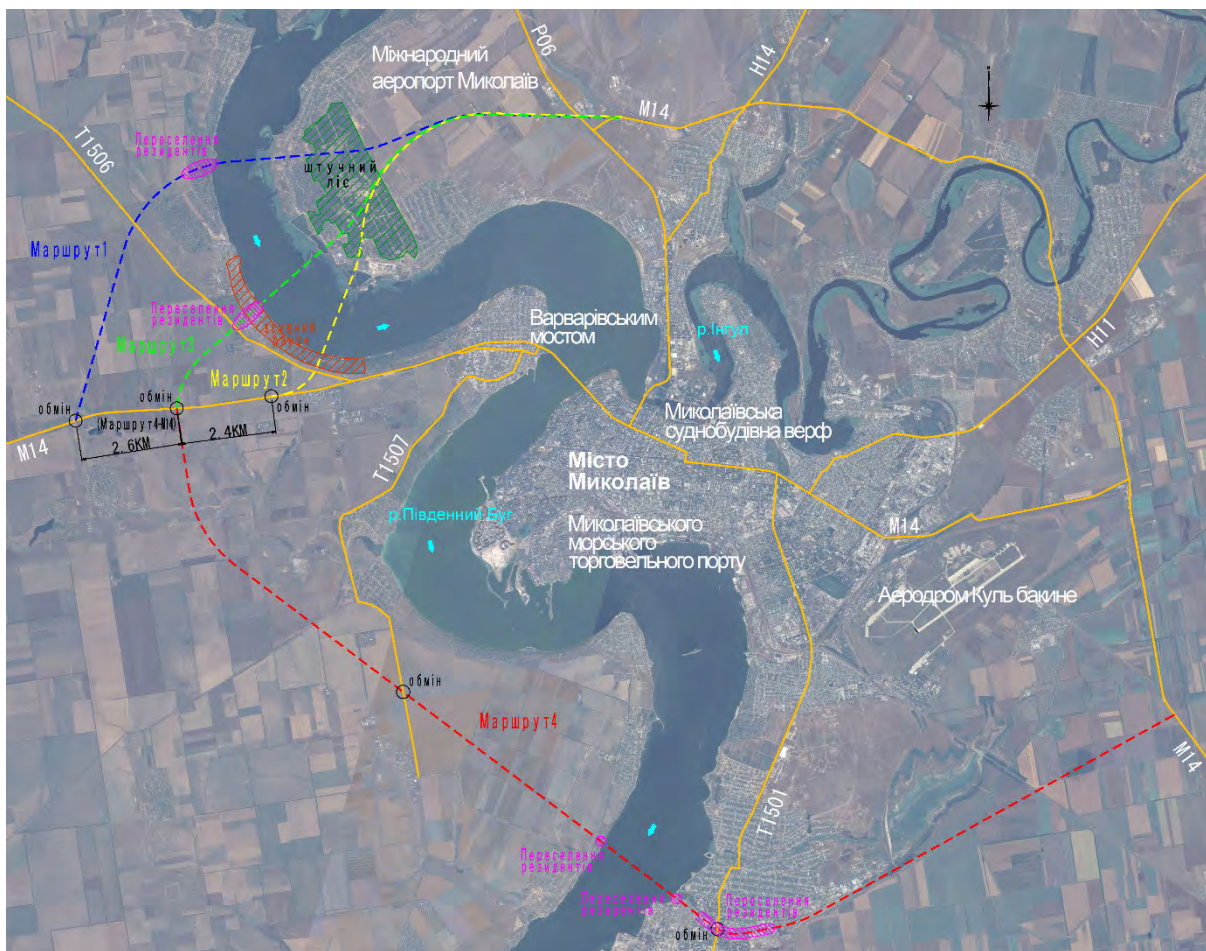 P06
H14
Міжнародний
аеропорт Миколаїв
M14
T1506
Переселення
резидентів
штучний
ліс
Маршрут1
Переселення
резидентів
Варварівським
мостом
р.Інгул
H11
Маршрут3
Маршрут2
обмін
обмін
обмін
(Маршрут4-M14)
2.6KM
2.4KM
M14
T1507
Миколаївська
суднобудівна верф
Місто
Миколаїв
р.Південний Буг
Миколаївського
морського
торговельного порту
M14
Аеродром Куль бакине
обмін
Маршрут4
M14
T1501
Переселення
резидентів
Переселення
резидентів
Переселення
резидентів
обмін